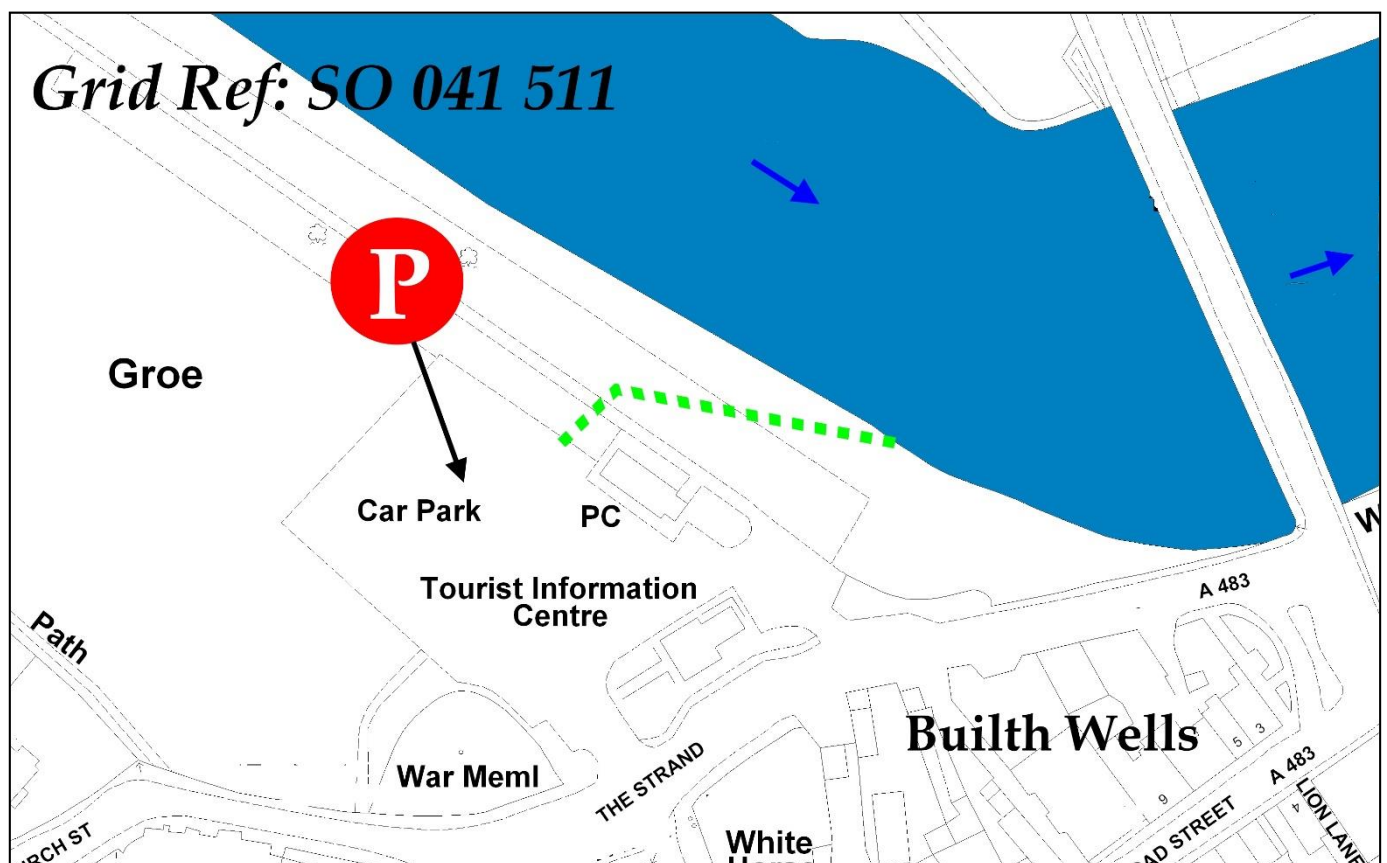 Grid Ref: SO 041 511
P
Groe
Car Park
PC
Tourist Information
Centre
A 483
Path
Builth Wells
War Meml
THE STRAND
5
3
A 483
9
4
LION LANE
White